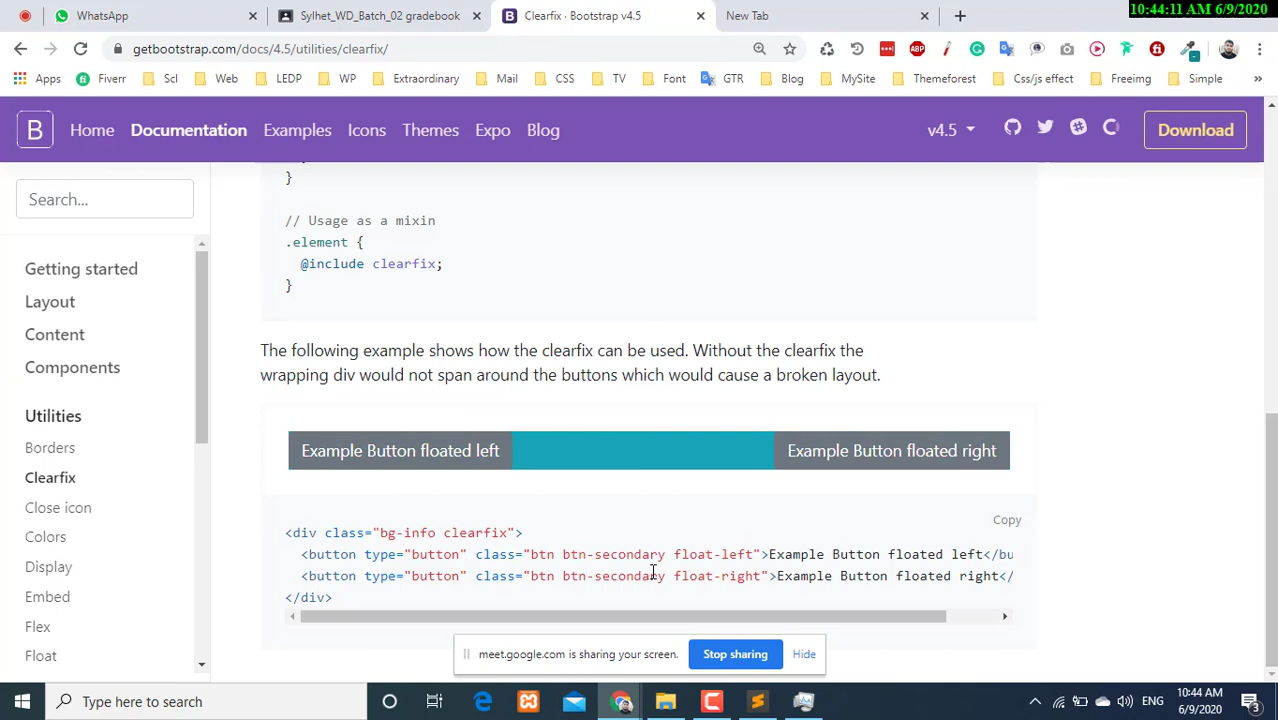 10:44:11 AM 6/9/2020
WhatsApp
Sylhet_WD_Batch_02 gradebook
Clearfix · Bootstrap v4.5
New Tab
getbootstrap.com/docs/4.5/utilities/clearfix/
Apps Fiverr Scl Web LEDP WP Extraordinary Mail CSS TV Font GTR Blog MySite Themeforest Css/js effect Freeimg Simple
B Home Documentation Examples Icons Themes Expo Blog v4.5 Download
Search...
Getting started
Layout
Content
Components
Utilities
Borders
Clearfix
Close icon
Colors
Display
Embed
Flex
Float
}
// Usage as a mixin
.element {
@include clearfix;
}
The following example shows how the clearfix can be used. Without the clearfix the
wrapping div would not span around the buttons which would cause a broken layout.
Example Button floated left Example Button floated right
Copy
<div class="bg-info clearfix">
<button type="button" class="btn btn-secondary float-left">Example Button floated left</bu
<button type="button" class="btn btn-secondary float-right">Example Button floated right</
</div>
meet.google.com is sharing your screen. Stop sharing Hide
Type here to search
ENG
10:44 AM
6/9/2020
3